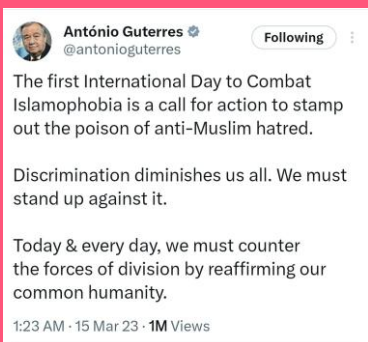 António Guterres
@antonioguterres
Following
The first International Day to Combat
Islamophobia is a call for action to stamp
out the poison of anti-Muslim hatred.
Discrimination diminishes us all. We must
stand up against it.
Today & every day, we must counter
the forces of division by reaffirming our
common humanity.
1:23 AM · 15 Mar 23 · 1M Views